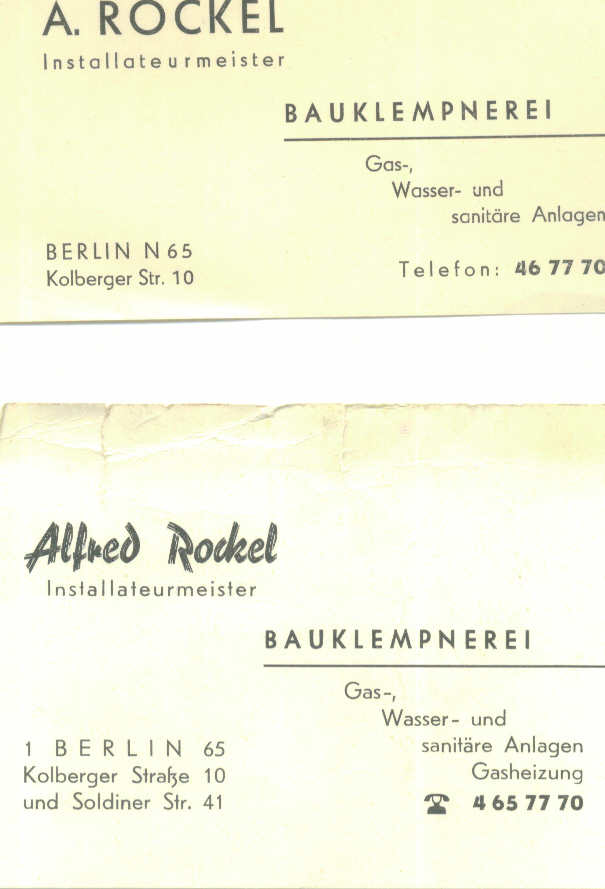 A. ROCKEL
Installateurmeister
BAUKLEMPNEREI
Gas-,
Wasser- und
sanitäre Anlagen
BERLIN N 65
Kolberger Str. 10
Telefon: 46 77 70
Alfred Rockel
Installateurmeister
BAUKLEMPNEREI
Gas-,
Wasser- und
sanitäre Anlagen
Gasheizung
1 BERLIN 65
Kolberger Straße 10
und Soldiner Str. 41
☎ 4 65 77 70